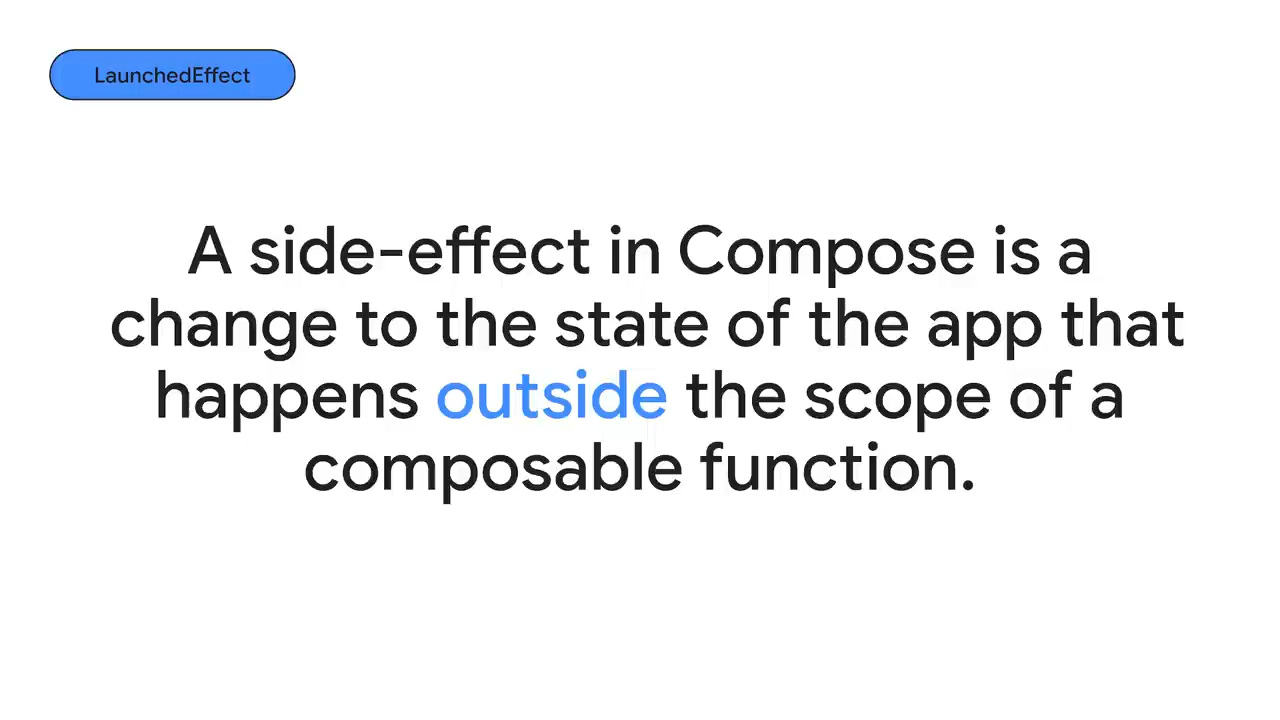 LaunchedEffect
A side-effect in Compose is a
change to the state of the app that
happens outside the scope of a
composable function.